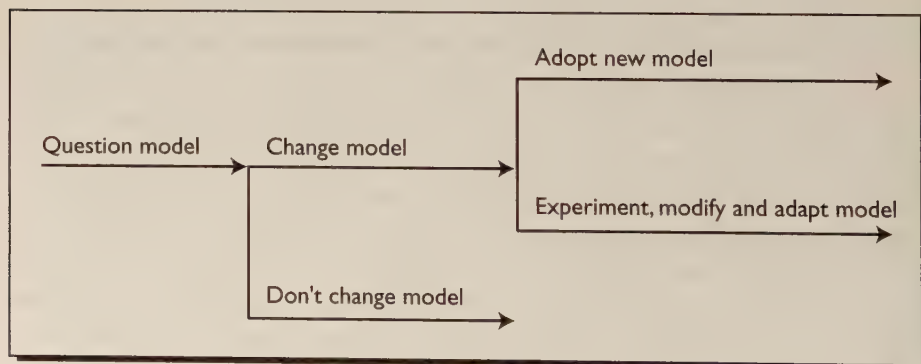 Adopt new model
Question model
Change model
Experiment, modify and adapt model
Don't change model